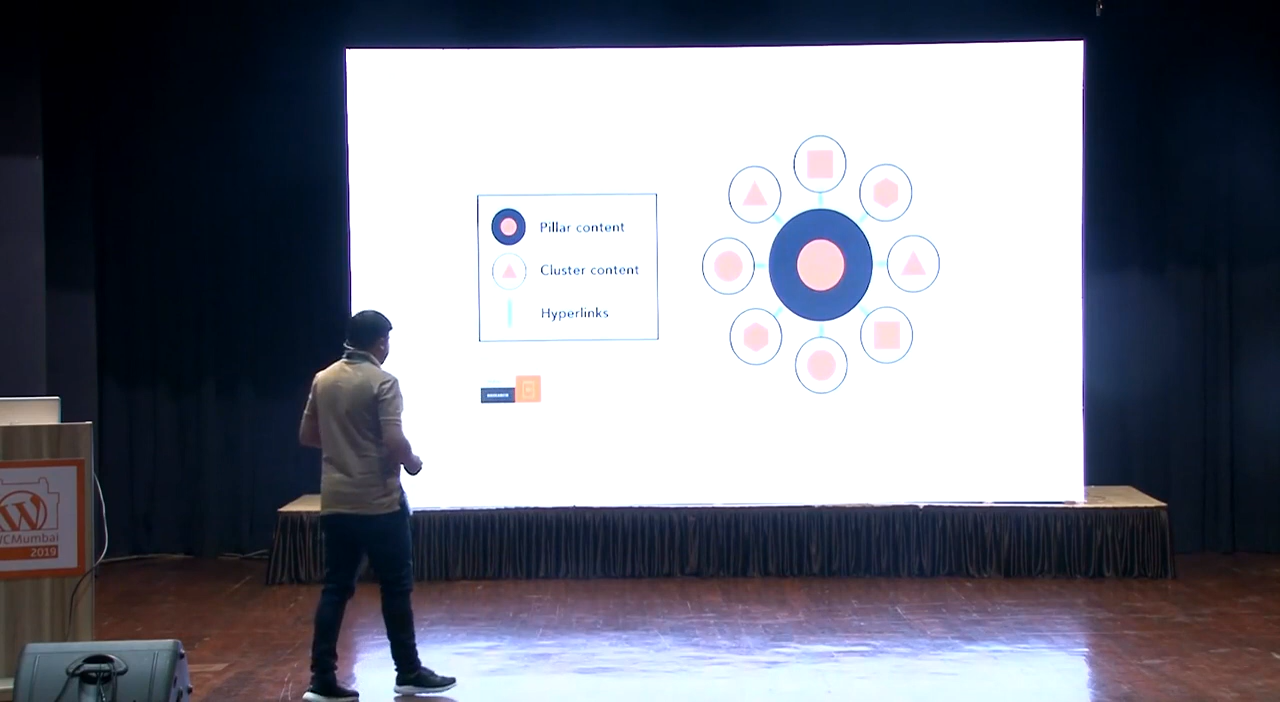 Pillar content
Cluster content
Hyperlinks
WCMumbai
2019